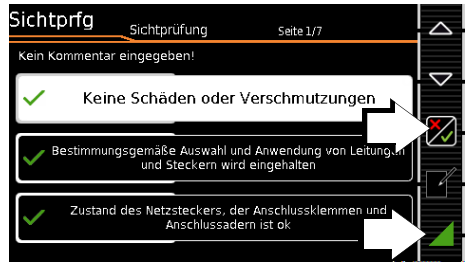 Sichtprfg
Sichtprüfung
Seite 1/7
Kein Kommentar eingegeben!
Keine Schäden oder Verschmutzungen
Bestimmungsgemäße Auswahl und Anwendung von Leitungen
und Steckern wird eingehalten
Zustand des Netzsteckers, der Anschlussklemmen und
Anschlussadern ist ok